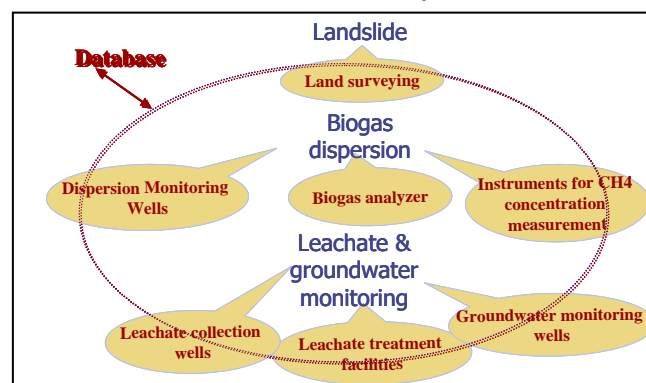 Landslide
Database
Land surveying
Biogas
dispersion
Dispersion Monitoring
Wells
Biogas analyzer
Instruments for CH4
concentration
measurement
Leachate &
groundwater
monitoring
Leachate collection
wells
Leachate treatment
facilities
Groundwater monitoring
wells